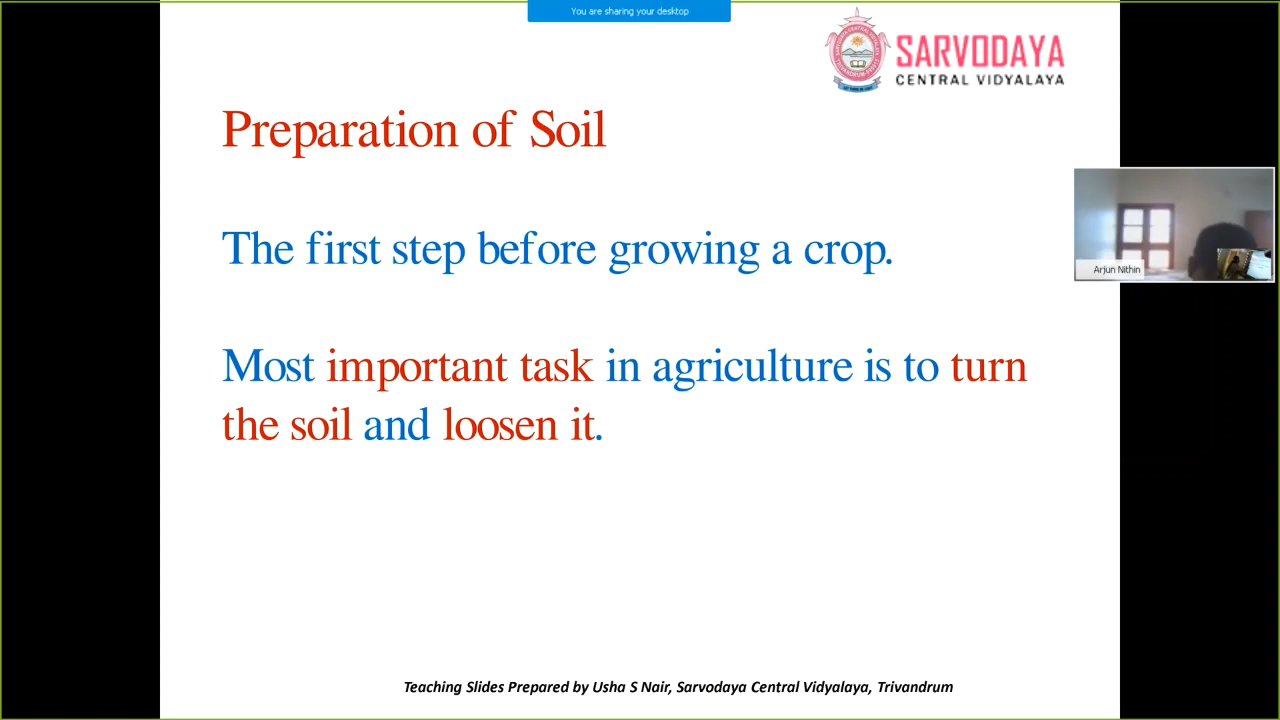 You are sharing your desktop
SARVODAYA
CENTRAL VIDYALAYA
Preparation of Soil
The first step before growing a crop.
Arjun Nithin
Most important task in agriculture is to turn
the soil and loosen it.
Teaching Slides Prepared by Usha S Nair, Sarvodaya Central Vidyalaya, Trivandrum